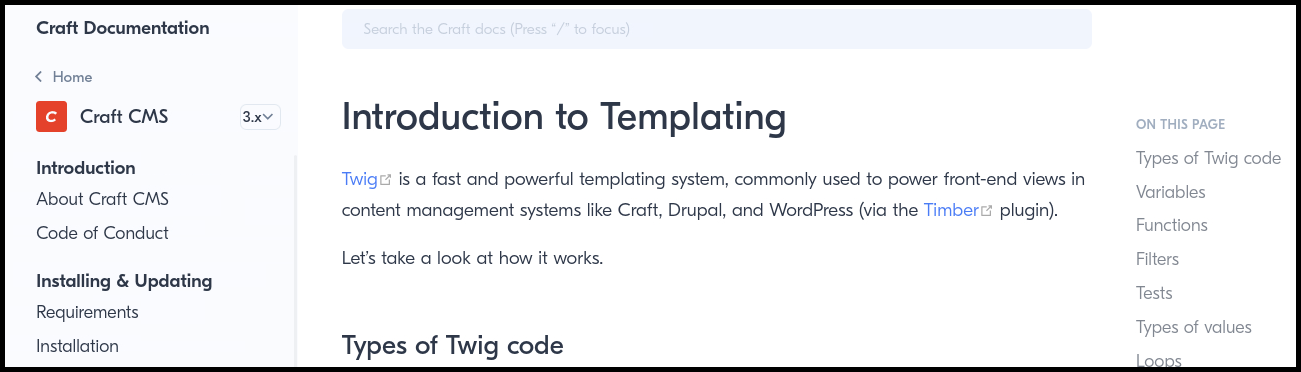 Craft Documentation
Home
C Craft CMS 3.x
Introduction
About Craft CMS
Code of Conduct
Installing & Updating
Requirements
Installation
Search the Craft docs (Press “/” to focus)
Introduction to Templating
Twig is a fast and powerful templating system, commonly used to power front-end views in
content management systems like Craft, Drupal, and WordPress (via the Timber plugin).
Let’s take a look at how it works.
Types of Twig code
ON THIS PAGE
Types of Twig code
Variables
Functions
Filters
Tests
Types of values
Loops